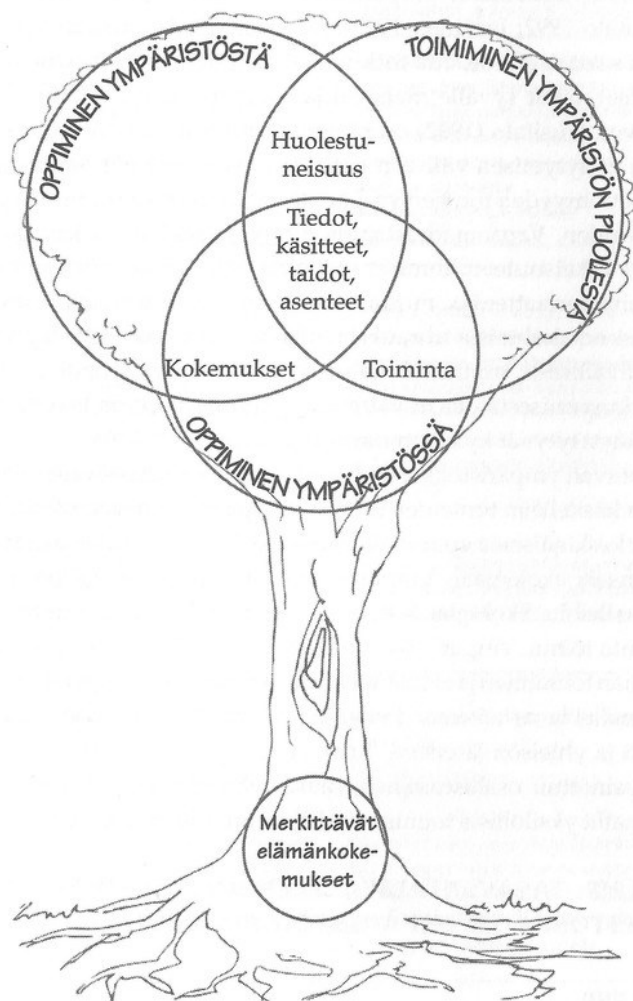 OPPIMINEN YMPÄRISTÖSTÄ
TOIMIMINEN YMPÄRISTÖN PUOLESTA
Huolestu-
neisuus
Tiedot,
käsitteet,
taidot,
asenteet
Kokemukset
Toiminta
OPPIMINEN YMPÄRISTÖSSÄ
Merkittävät
elämänkoke-
mukset